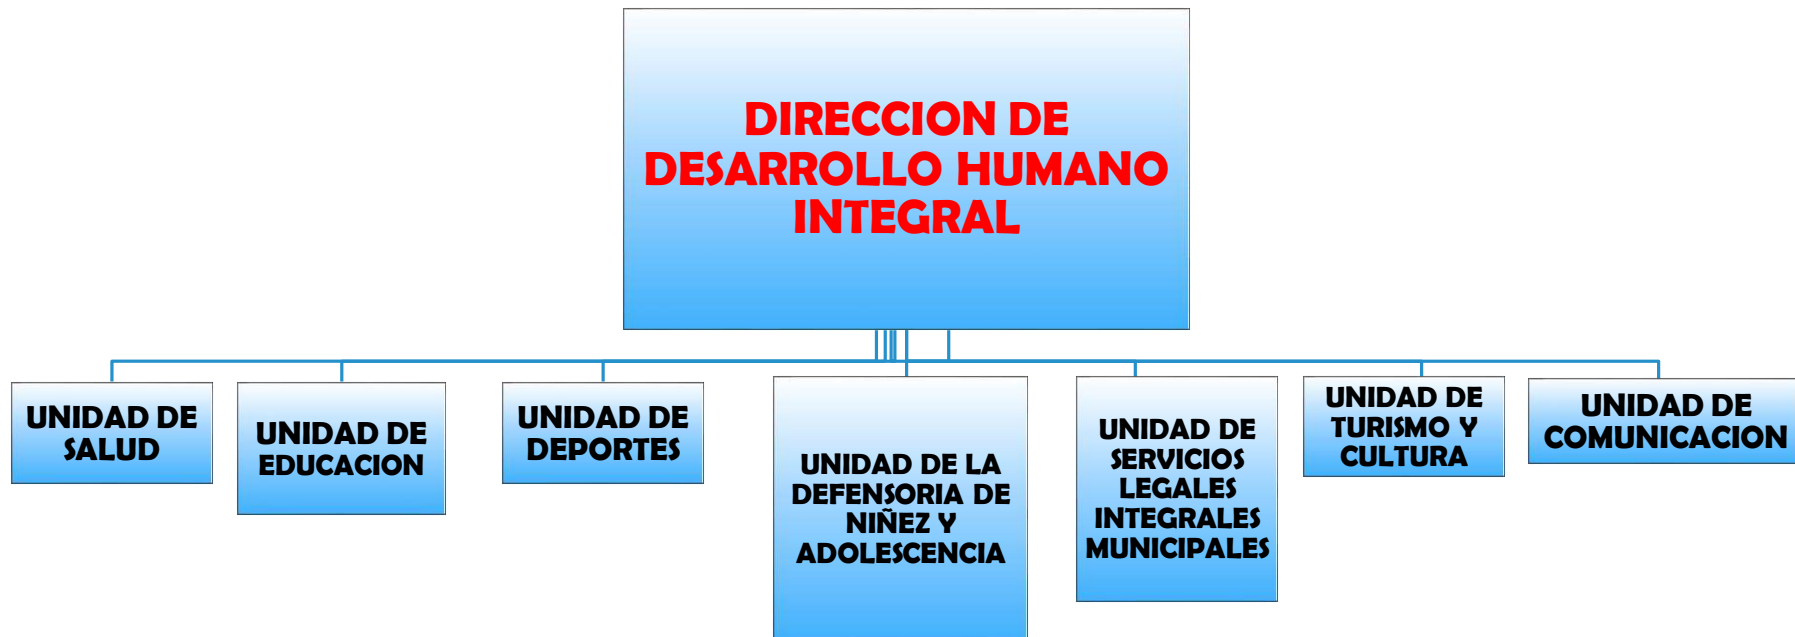 DIRECCION DE
DESARROLLO HUMANO
INTEGRAL
UNIDAD DE
SALUD
UNIDAD DE
EDUCACION
UNIDAD DE
DEPORTES
UNIDAD DE LA
DEFENSORIA DE
NIÑEZ Y
ADOLESCENCIA
UNIDAD DE
SERVICIOS
LEGALES
INTEGRALES
MUNICIPALES
UNIDAD DE
TURISMO Y
CULTURA
UNIDAD DE
COMUNICACION